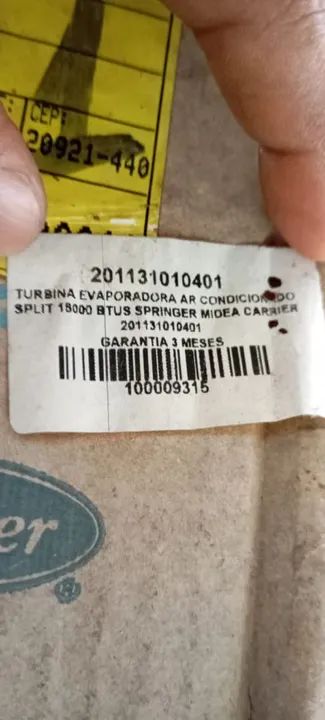 CEP:
20921-440
201131010401
TURBINA EVAPORADORA AR CONDICIONADO
SPLIT 18000 BTUS SPRINGER MIDEA CARRIER
201131010401
GARANTIA 3 MESES
100009315
er
®